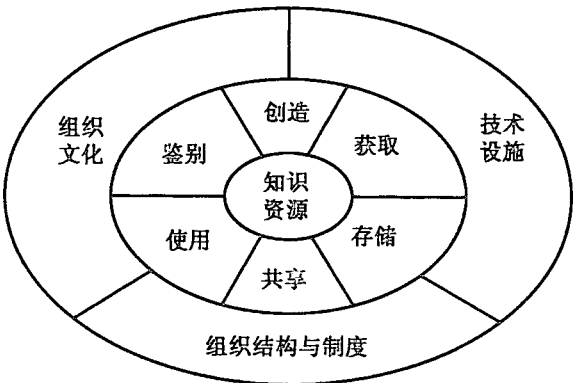 组织
文化
技术
设施
创造
鉴别
获取
知识
资源
使用
存储
共享
组织结构与制度